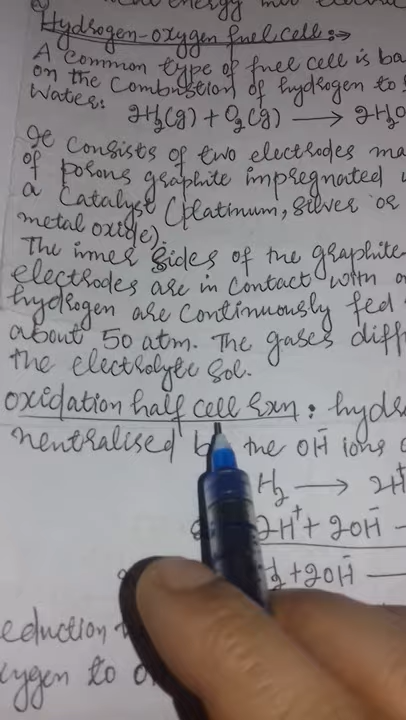 Hydrogen-oxygen fuel cell:→
A common type of fuel cell is ba
on the combustion of hydrogen to
water:
2H₂(g) + O₂(g) → 2H₂O
It consists of two electrodes ma
of porous graphite impregnated
a catalyst (platinum, silver or
metal oxide).
The inner sides of the graphite
electrodes are in contact with
hydrogen are continuously fed
about 50 atm. The gases diff
the electrolyte sol.
oxidation half cell Rxn: hydr
neutralised the OH̄ ions
H₂ → 2H⁺
2H⁺ + 2OH̄
+ 2OH̄
eduction
xygen to